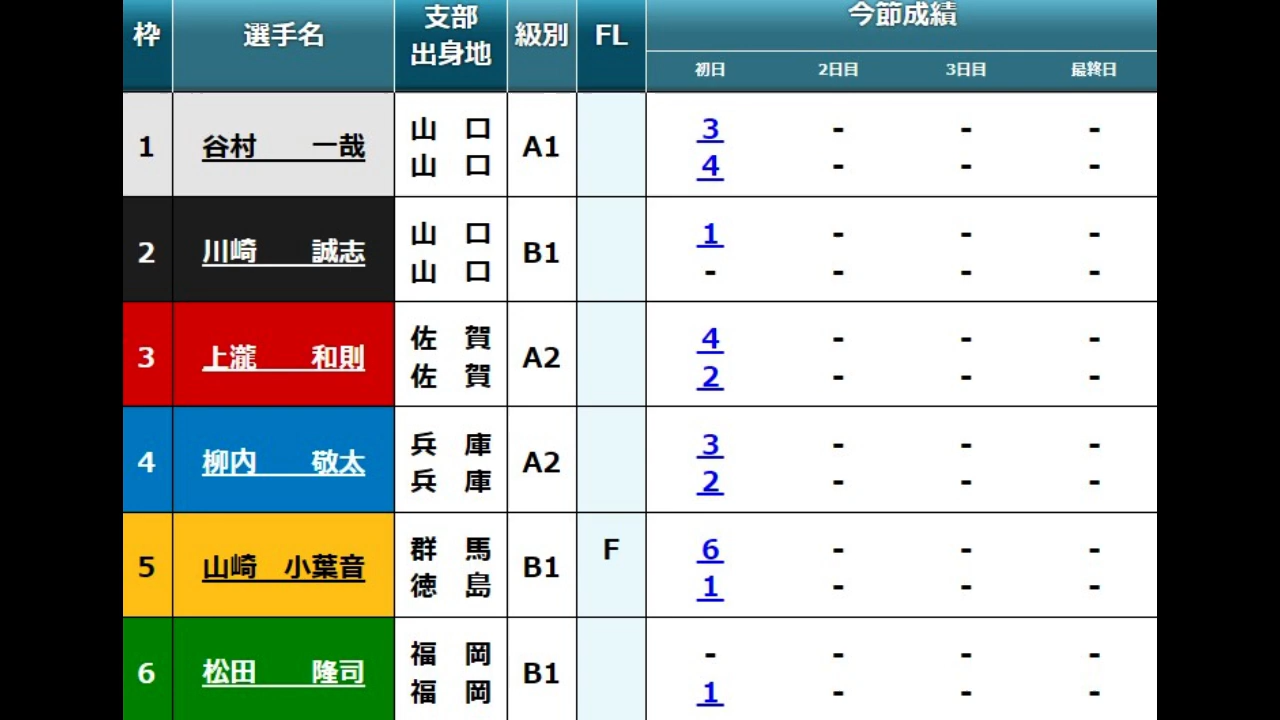 枠 選手名 支部 出身地 級別 FL 今節成績
初日 2日目 3日目 最終日
1 谷村 一哉 山口 山口 A1 3 - - -
4 - - -
2 川崎 誠志 山口 山口 B1 1 - - -
- - - -
3 上瀧 和則 佐賀 佐賀 A2 4 - - -
2 - - -
4 柳内 敬太 兵庫 兵庫 A2 3 - - -
2 - - -
5 山崎 小葉音 群馬 徳島 B1 F 6 - - -
1 - - -
6 松田 隆司 福岡 福岡 B1 - - - -
1 - - -